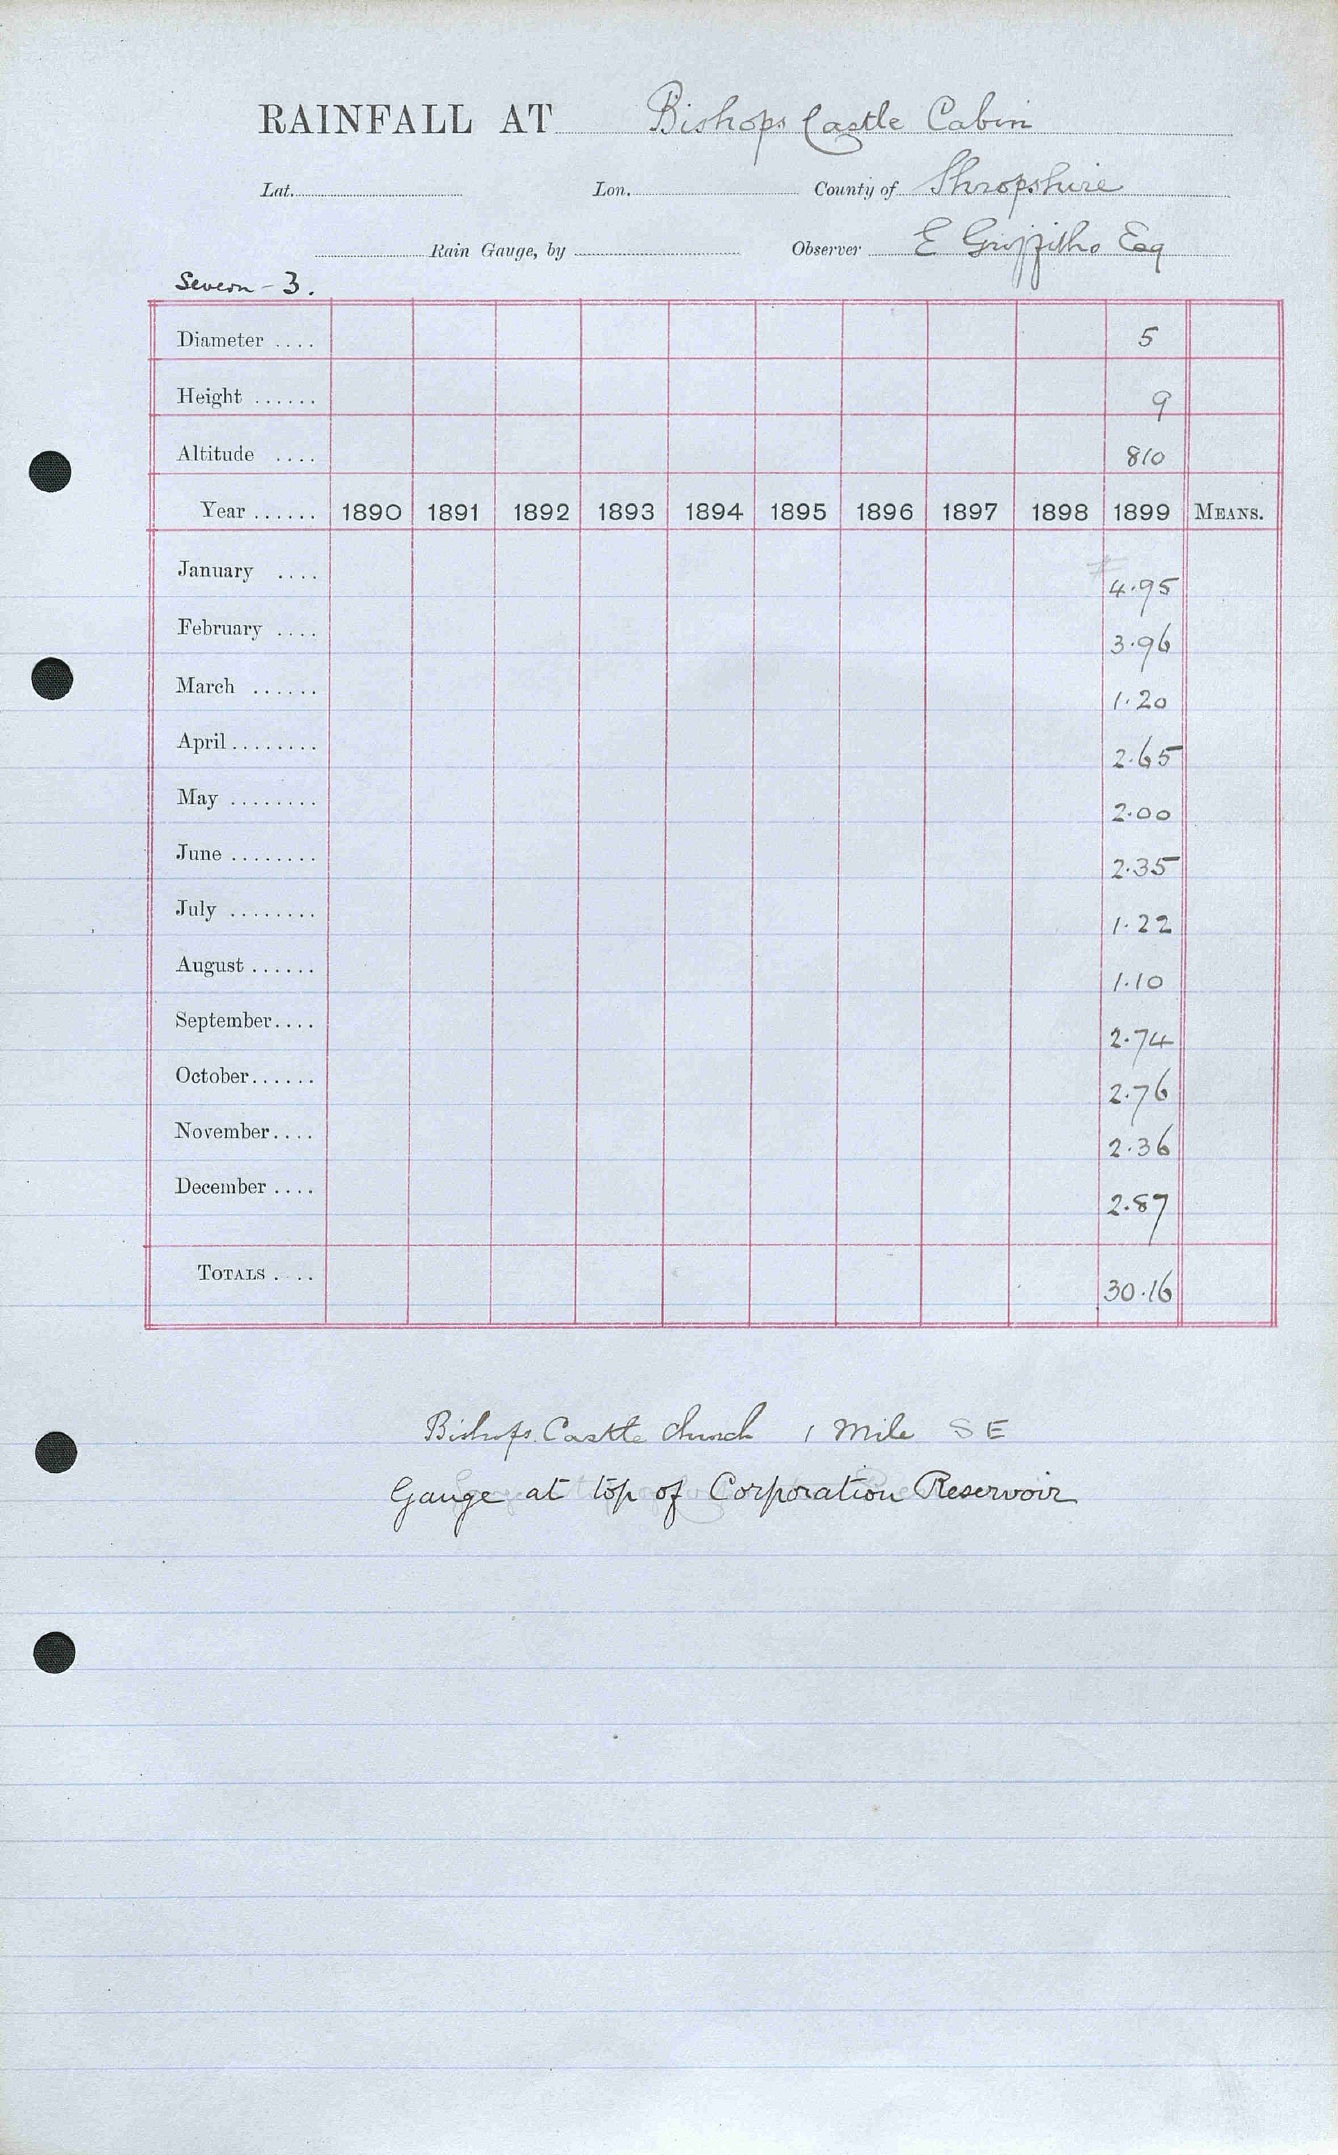 RAINFALL AT Bishops Castle Cabin
Lat. Lon. County of Shropshire
Rain Gauge, by Observer E Griffiths Esq
Severn - 3.
Diameter .... 5
Height ...... 9
Altitude .... 810
Year ...... 1890 1891 1892 1893 1894 1895 1896 1897 1898 1899 MEANS.
January .... 4.95
February .... 3.96
March ...... 1.20
April ........ 2.65
May ........ 2.00
June ........ 2.35
July ........ 1.22
August ...... 1.10
September.... 2.74
October...... 2.76
November.... 2.36
December .... 2.87
TOTALS .... 30.16
Bishops Castle Church 1 Mile SE
Gauge at top of Corporation Reservoir